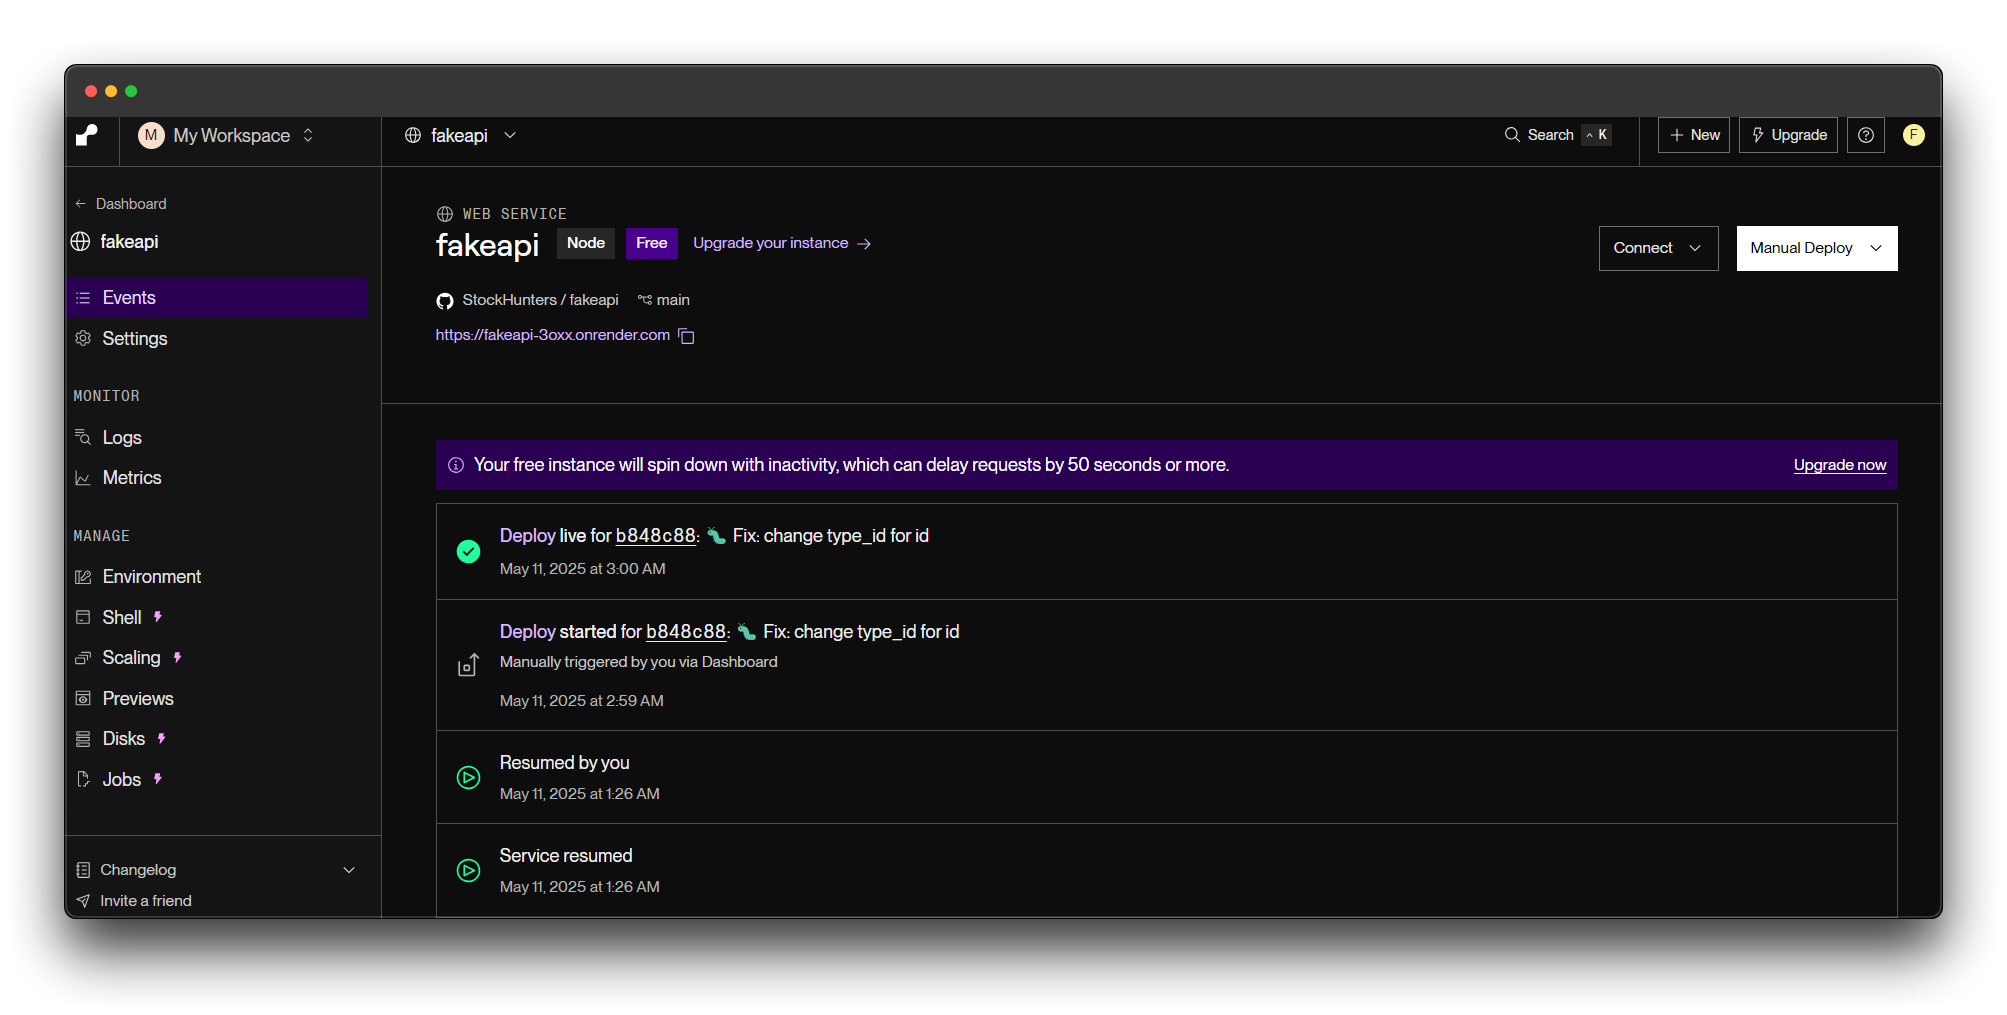 M My Workspace
fakeapi
Search ^ K
+ New
Upgrade
F
← Dashboard
fakeapi
Events
Settings
MONITOR
Logs
Metrics
MANAGE
Environment
Shell
Scaling
Previews
Disks
Jobs
Changelog
Invite a friend
WEB SERVICE
fakeapi Node Free Upgrade your instance →
Connect
Manual Deploy
StockHunters / fakeapi main
https://fakeapi-3oxx.onrender.com
Your free instance will spin down with inactivity, which can delay requests by 50 seconds or more. Upgrade now
Deploy live for b848c88: 🐛 Fix: change type_id for id
May 11, 2025 at 3:00 AM
Deploy started for b848c88: 🐛 Fix: change type_id for id
Manually triggered by you via Dashboard
May 11, 2025 at 2:59 AM
Resumed by you
May 11, 2025 at 1:26 AM
Service resumed
May 11, 2025 at 1:26 AM